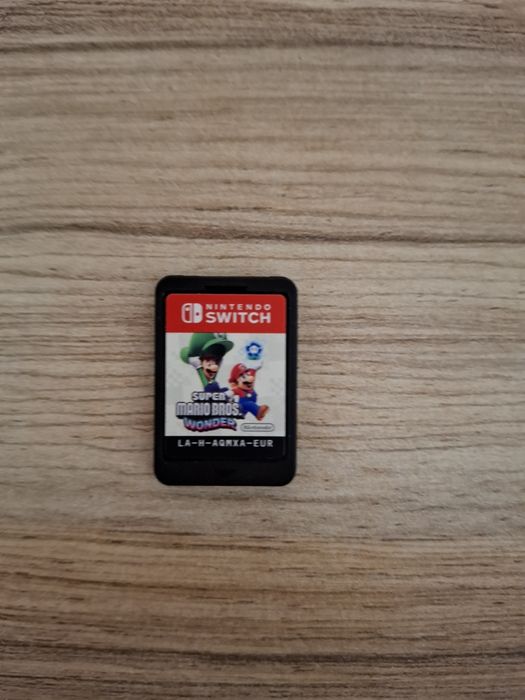 NINTENDO
SWITCH
SUPER
MARIO BROS.
WONDER
Nintendo
LA-H-AQMXA-EUR